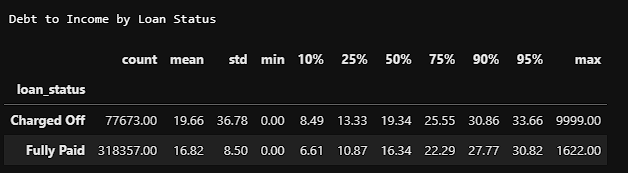 Debt to Income by Loan Status
count mean std min 10% 25% 50% 75% 90% 95% max
loan_status
Charged Off 77673.00 19.66 36.78 0.00 8.49 13.33 19.34 25.55 30.86 33.66 9999.00
Fully Paid 318357.00 16.82 8.50 0.00 6.61 10.87 16.34 22.29 27.77 30.82 1622.00